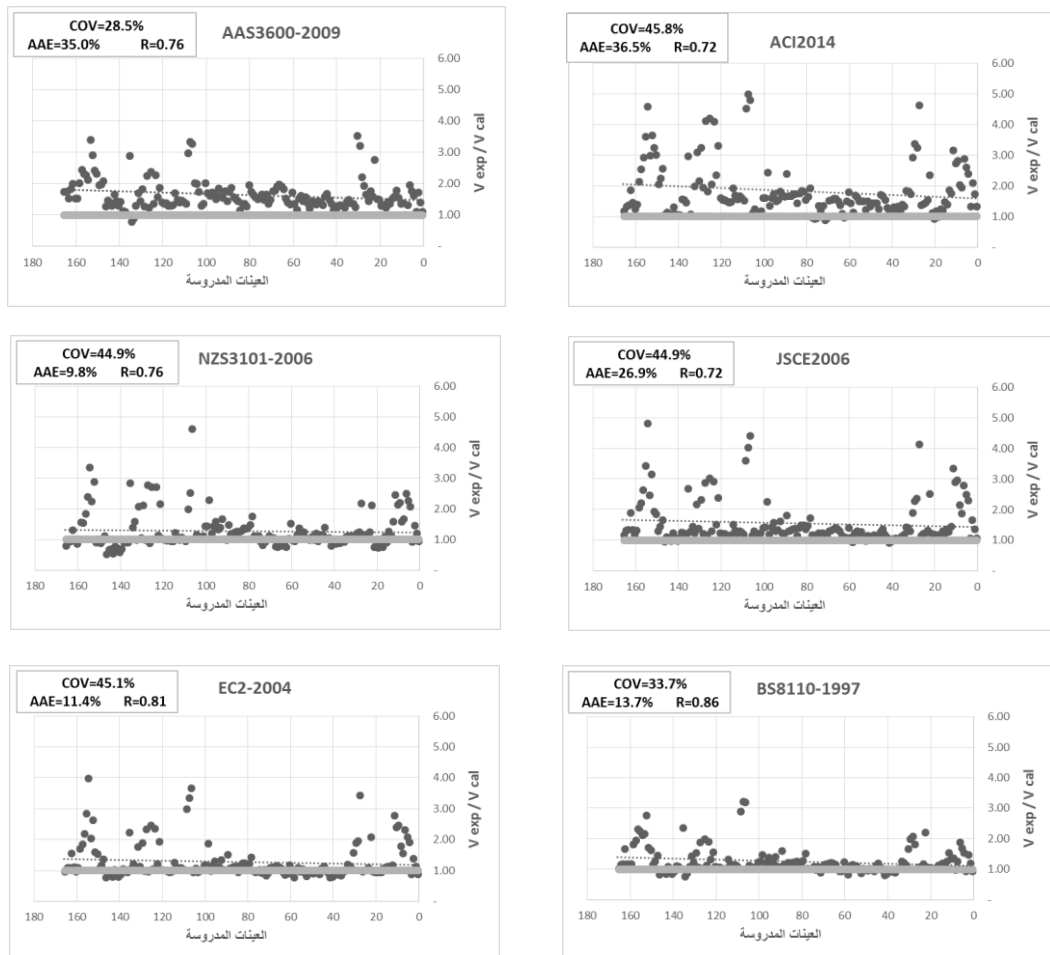 COV=28.5%
AAE=35.0% R=0.76
AAS3600-2009
6.00
5.00
4.00
3.00
2.00
1.00
-
V exp / V cal
180 160 140 120 100 80 60 40 20 0
العينات المدروسة
COV=45.8%
AAE=36.5% R=0.72
ACI2014
6.00
5.00
4.00
3.00
2.00
1.00
-
V exp / V cal
180 160 140 120 100 80 60 40 20 0
العينات المدروسة
COV=44.9%
AAE=9.8% R=0.76
NZS3101-2006
6.00
5.00
4.00
3.00
2.00
1.00
-
V exp / V cal
180 160 140 120 100 80 60 40 20 0
العينات المدروسة
COV=44.9%
AAE=26.9% R=0.72
JSCE2006
6.00
5.00
4.00
3.00
2.00
1.00
-
V exp / V cal
180 160 140 120 100 80 60 40 20 0
العينات المدروسة
COV=45.1%
AAE=11.4% R=0.81
EC2-2004
6.00
5.00
4.00
3.00
2.00
1.00
-
V exp / V cal
180 160 140 120 100 80 60 40 20 0
العينات المدروسة
COV=33.7%
AAE=13.7% R=0.86
BS8110-1997
6.00
5.00
4.00
3.00
2.00
1.00
-
V exp / V cal
180 160 140 120 100 80 60 40 20 0
العينات المدروسة